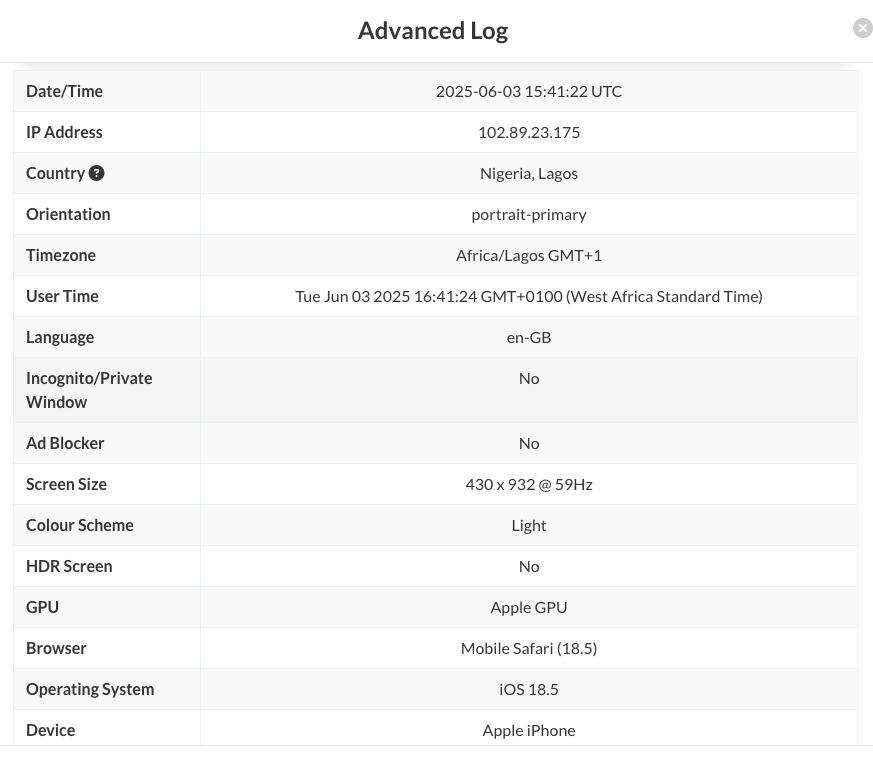 Advanced Log
Date/Time 2025-06-03 15:41:22 UTC
IP Address 102.89.23.175
Country ? Nigeria, Lagos
Orientation portrait-primary
Timezone Africa/Lagos GMT+1
User Time Tue Jun 03 2025 16:41:24 GMT+0100 (West Africa Standard Time)
Language en-GB
Incognito/Private No
Window
Ad Blocker No
Screen Size 430 x 932 @ 59Hz
Colour Scheme Light
HDR Screen No
GPU Apple GPU
Browser Mobile Safari (18.5)
Operating System iOS 18.5
Device Apple iPhone